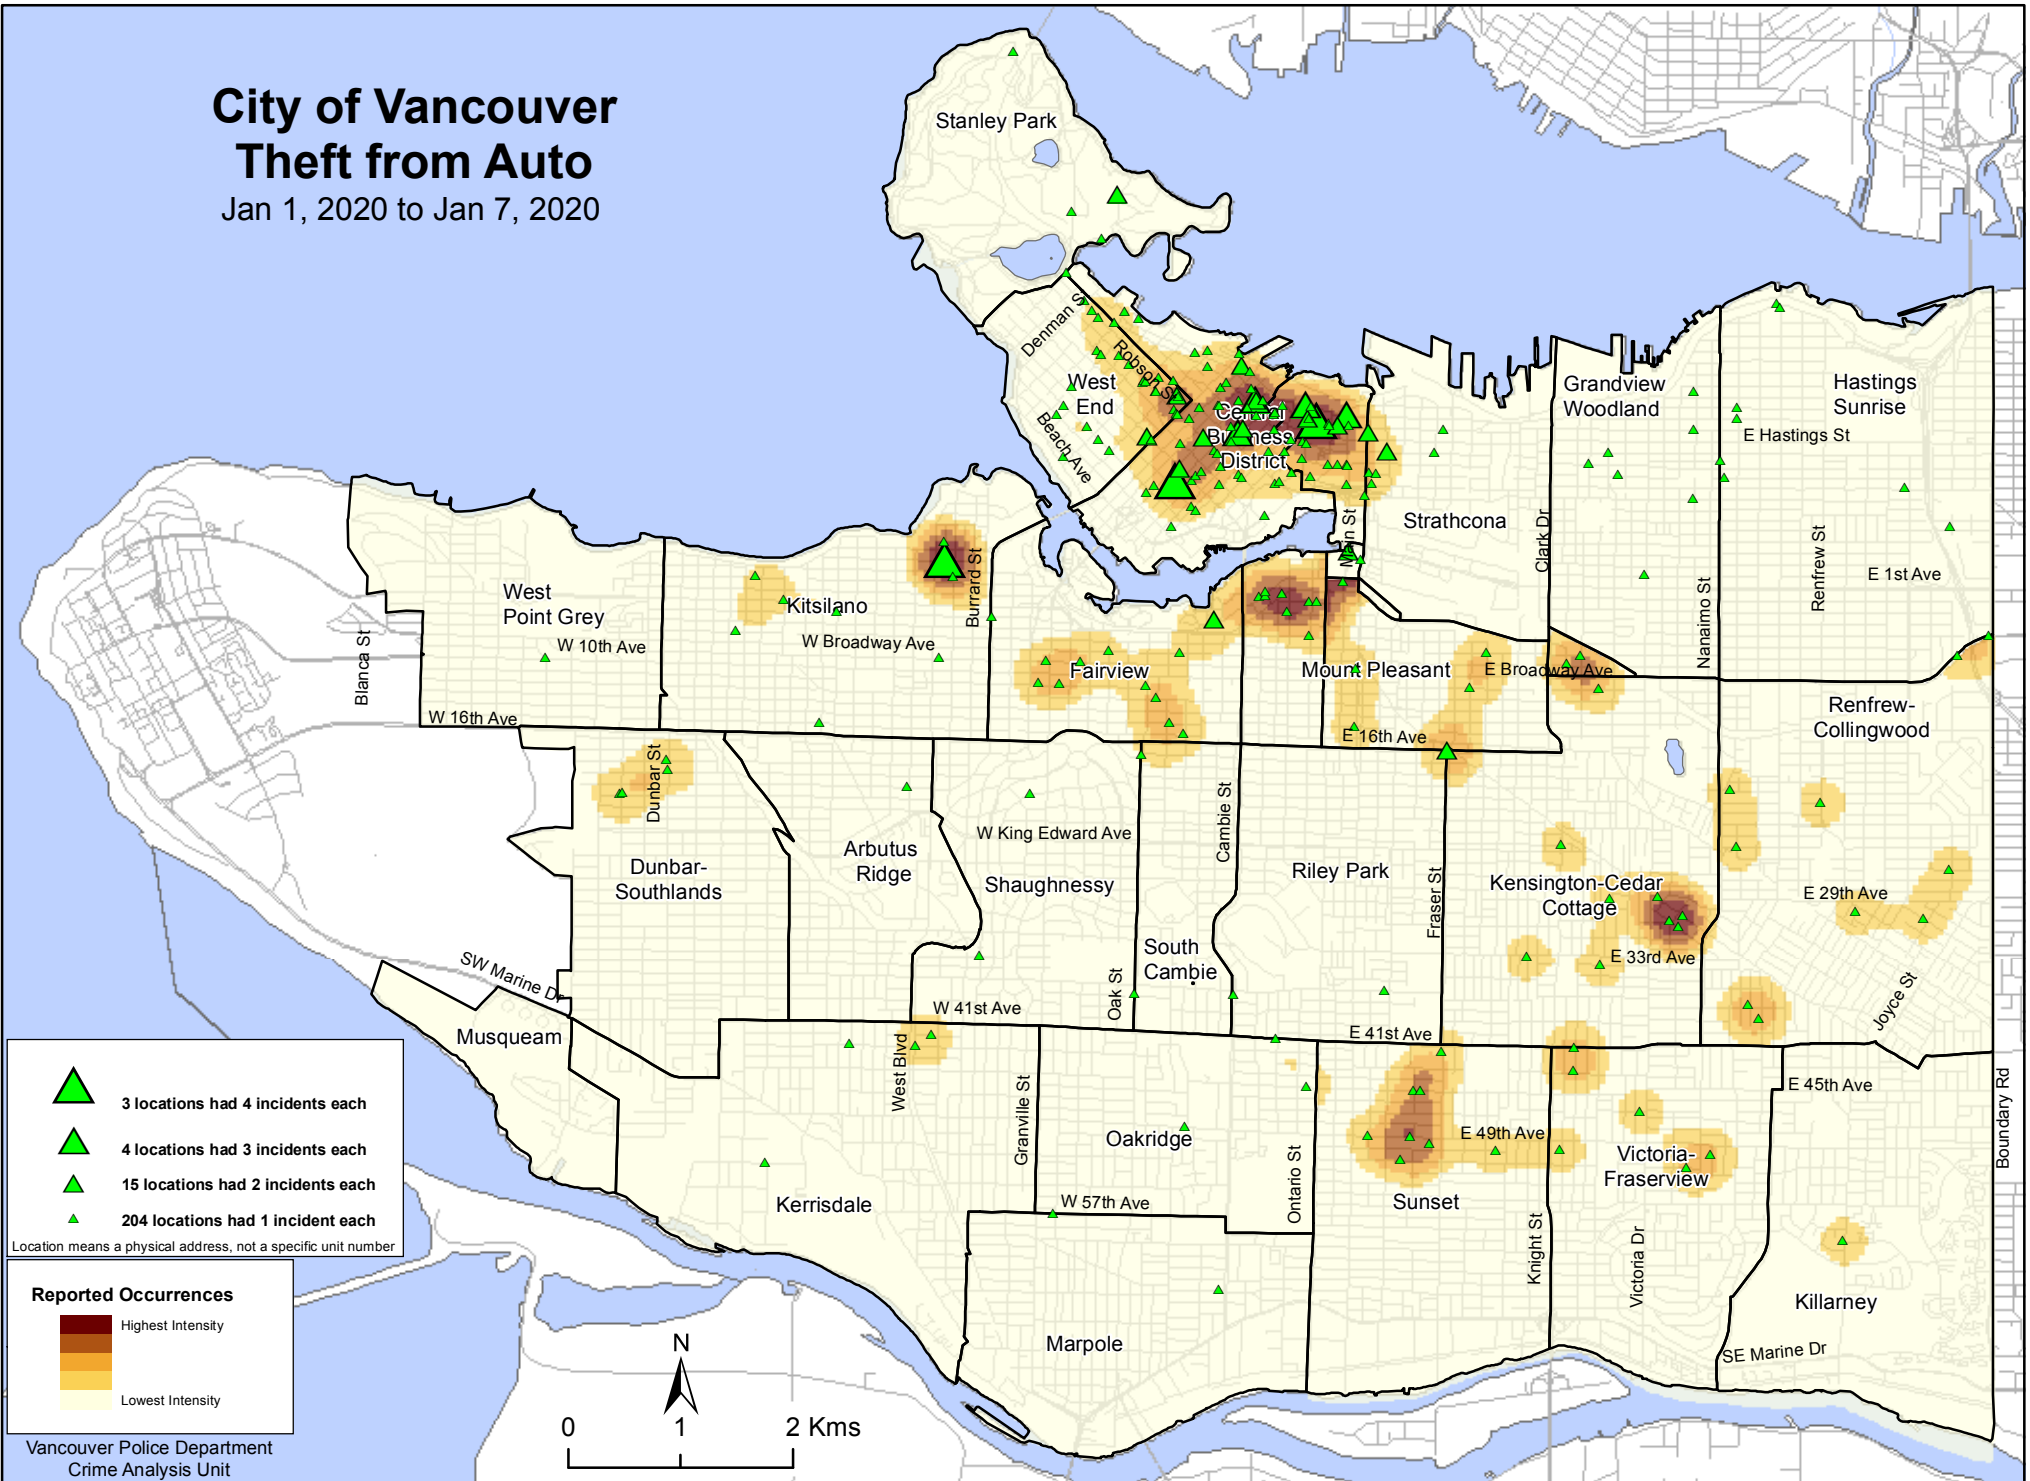 City of Vancouver
Theft from Auto
Jan 1, 2020 to Jan 7, 2020
Stanley Park
Denman St
Robson St
West
End
Beach Ave
Central
Business
District
Main St
Strathcona
Clark Dr
Grandview
Woodland
Hastings
Sunrise
E Hastings St
Nanaimo St
Renfrew St
E 1st Ave
West
Point Grey
Blanca St
W 10th Ave
Kitsilano
W Broadway Ave
Burrard St
Fairview
Mount Pleasant
E Broadway Ave
W 16th Ave
E 16th Ave
Renfrew-
Collingwood
Dunbar St
Dunbar-
Southlands
Arbutus
Ridge
W King Edward Ave
Shaughnessy
Cambie St
Riley Park
Fraser St
Kensington-Cedar
Cottage
E 29th Ave
South
Cambie
E 33rd Ave
Joyce St
SW Marine Dr
Musqueam
Oak St
W 41st Ave
E 41st Ave
West Blvd
Granville St
Oakridge
Ontario St
E 49th Ave
E 45th Ave
Boundary Rd
Victoria-
Fraserview
Kerrisdale
W 57th Ave
Sunset
Knight St
Victoria Dr
Killarney
Marpole
SE Marine Dr
3 locations had 4 incidents each
4 locations had 3 incidents each
15 locations had 2 incidents each
204 locations had 1 incident each
Location means a physical address, not a specific unit number
Reported Occurrences
Highest Intensity
Lowest Intensity
Vancouver Police Department
Crime Analysis Unit
N
0 1 2 Kms